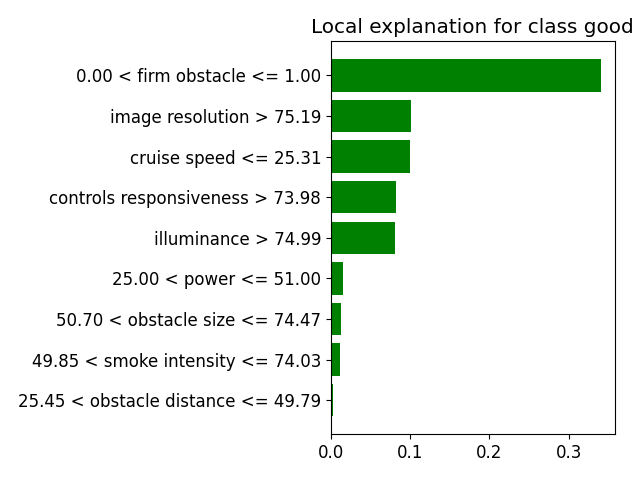 Local explanation for class good
0.00 < firm obstacle <= 1.00
image resolution > 75.19
cruise speed <= 25.31
controls responsiveness > 73.98
illuminance > 74.99
25.00 < power <= 51.00
50.70 < obstacle size <= 74.47
49.85 < smoke intensity <= 74.03
25.45 < obstacle distance <= 49.79
0.0 0.1 0.2 0.3